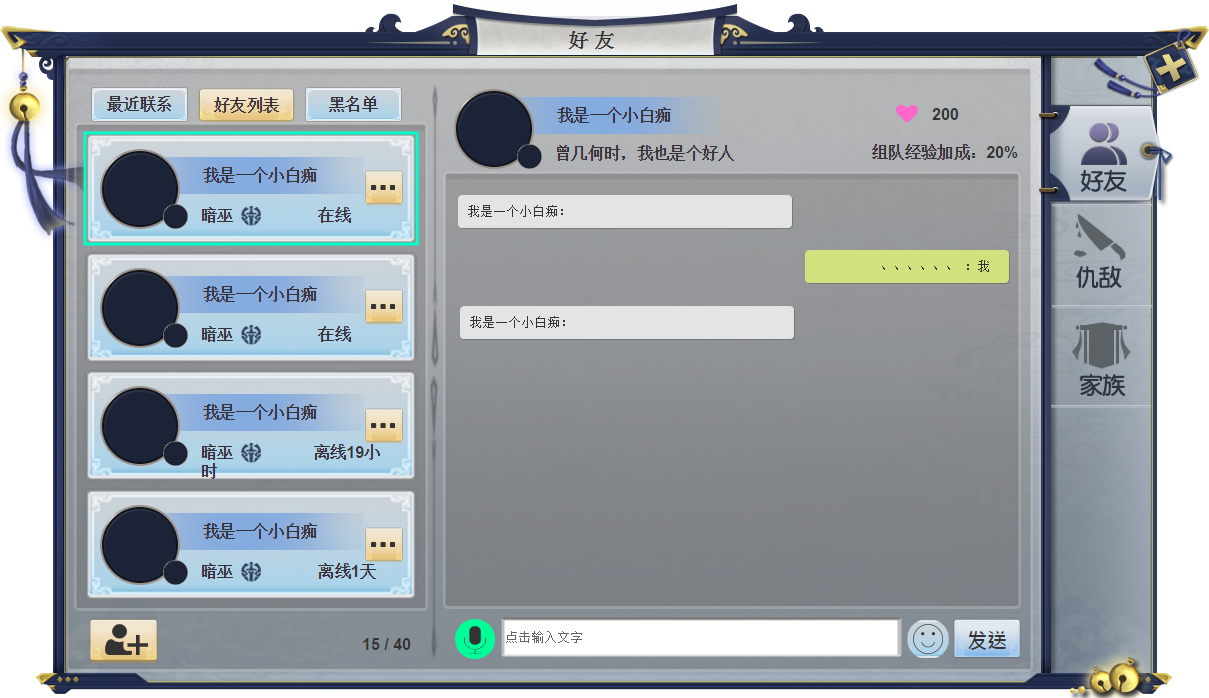 好友
最近联系
好友列表
黑名单
我是一个小白痴
暗巫
在线
我是一个小白痴
暗巫
在线
我是一个小白痴
暗巫
离线19小
时
我是一个小白痴
暗巫
离线1天
15 / 40
我是一个小白痴
200
曾几何时，我也是个好人
组队经验加成：20%
我是一个小白痴：
、、、、、、：我
我是一个小白痴：
点击输入文字
发送
好友
仇敌
家族